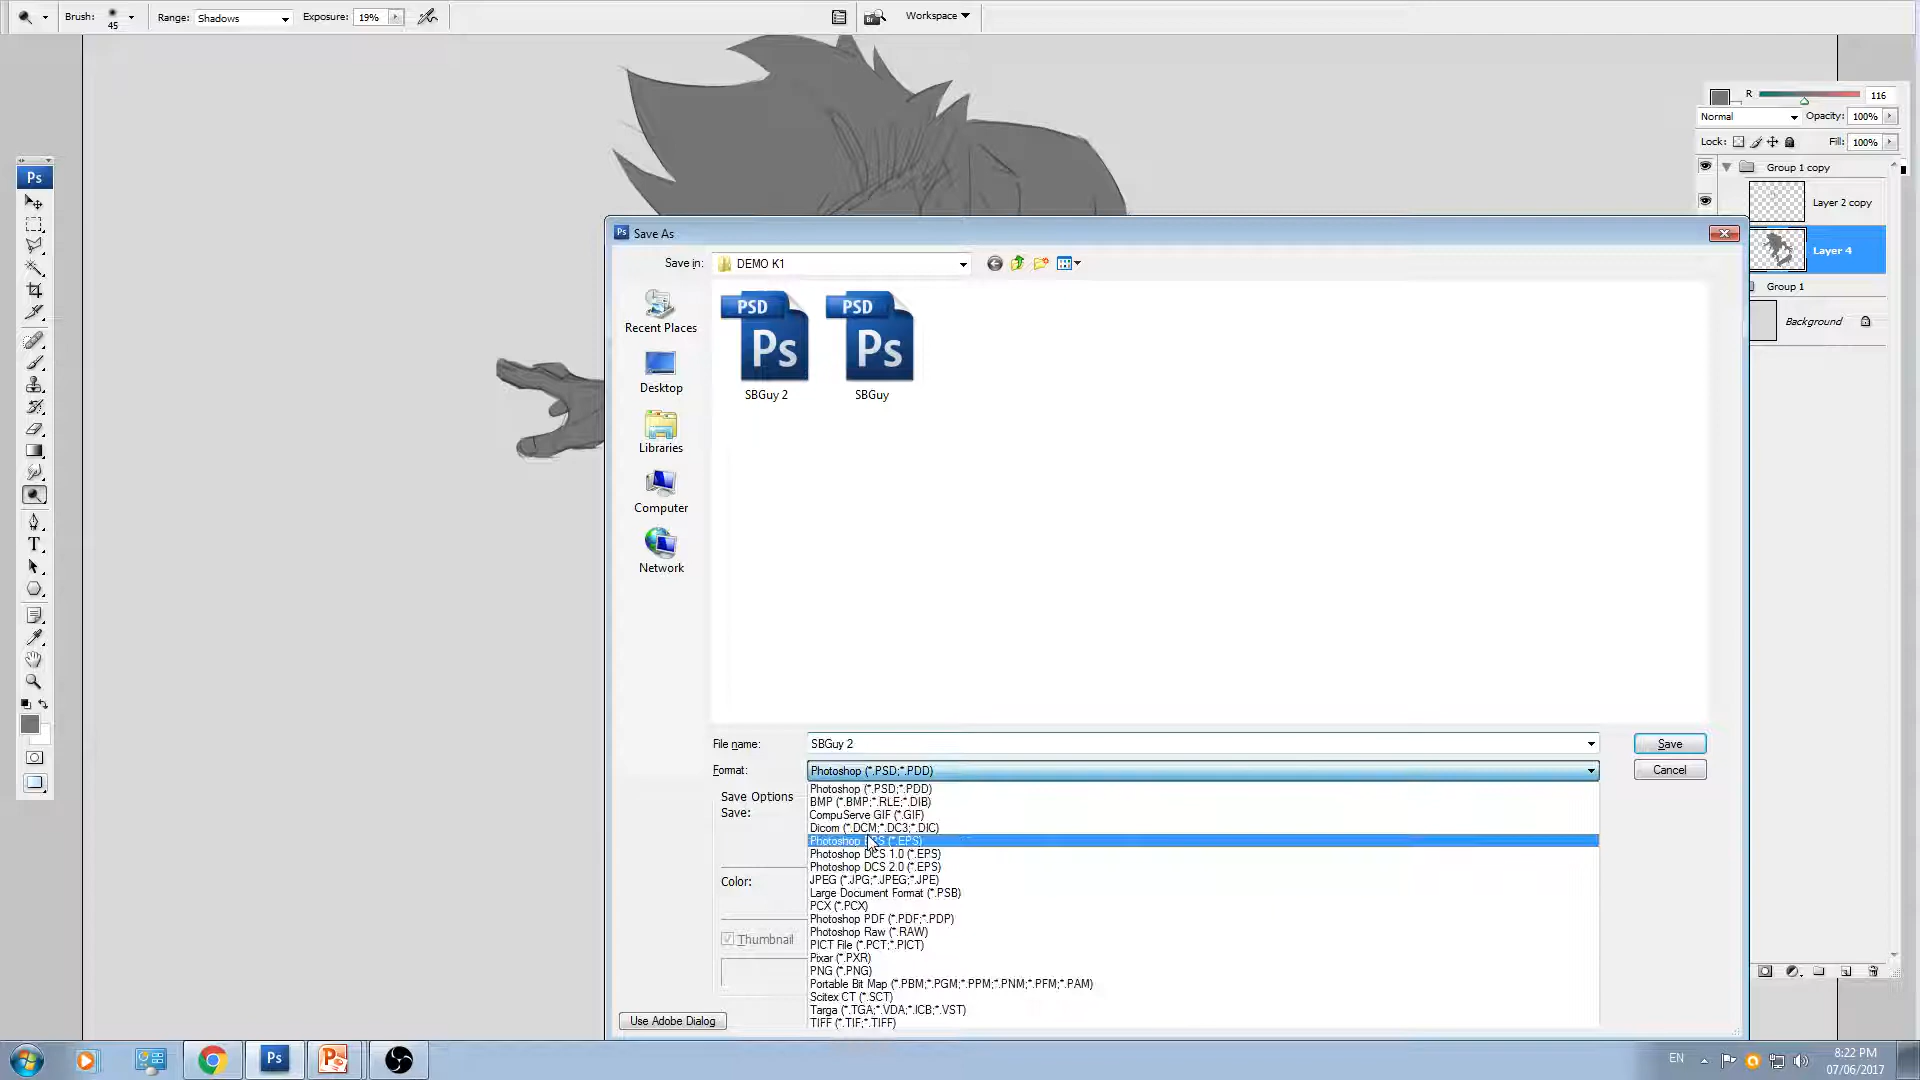 Brush: 45 Range: Shadows Exposure: 19% Workspace
R 116
Normal Opacity: 100%
Lock: Fill: 100%
Group 1 copy
Layer 2 copy
Layer 4
Group 1
Background
Ps
T
Save As
Save in: DEMO K1
Recent Places
Desktop
Libraries
Computer
Network
PSD Ps PSD Ps
SBGuy 2 SBGuy
File name: SBGuy 2 Save
Format: Photoshop (*.PSD;*.PDD) Cancel
Photoshop (*.PSD;*.PDD)
BMP (*.BMP;*.RLE;*.DIB)
CompuServe GIF (*.GIF)
Dicom (*.DCM;*.DC3;*.DIC)
Photoshop (*.EPS)
Photoshop DCS 1.0 (*.EPS)
Photoshop DCS 2.0 (*.EPS)
JPEG (*.JPG;*.JPEG;*.JPE)
Large Document Format (*.PSB)
PCX (*.PCX)
Photoshop PDF (*.PDF;*.PDP)
Photoshop Raw (*.RAW)
PICT File (*.PCT;*.PICT)
Pixar (*.PXR)
PNG (*.PNG)
Portable Bit Map (*.PBM;*.PGM;*.PPM;*.PNM;*.PFM;*.PAM)
Scitex CT (*.SCT)
Targa (*.TGA;*.VDA;*.ICB;*.VST)
TIFF (*.TIF;*.TIFF)
Save Options
Save:
Color:
Thumbnail
Use Adobe Dialog
Ps
EN
8:22 PM
07/06/2017